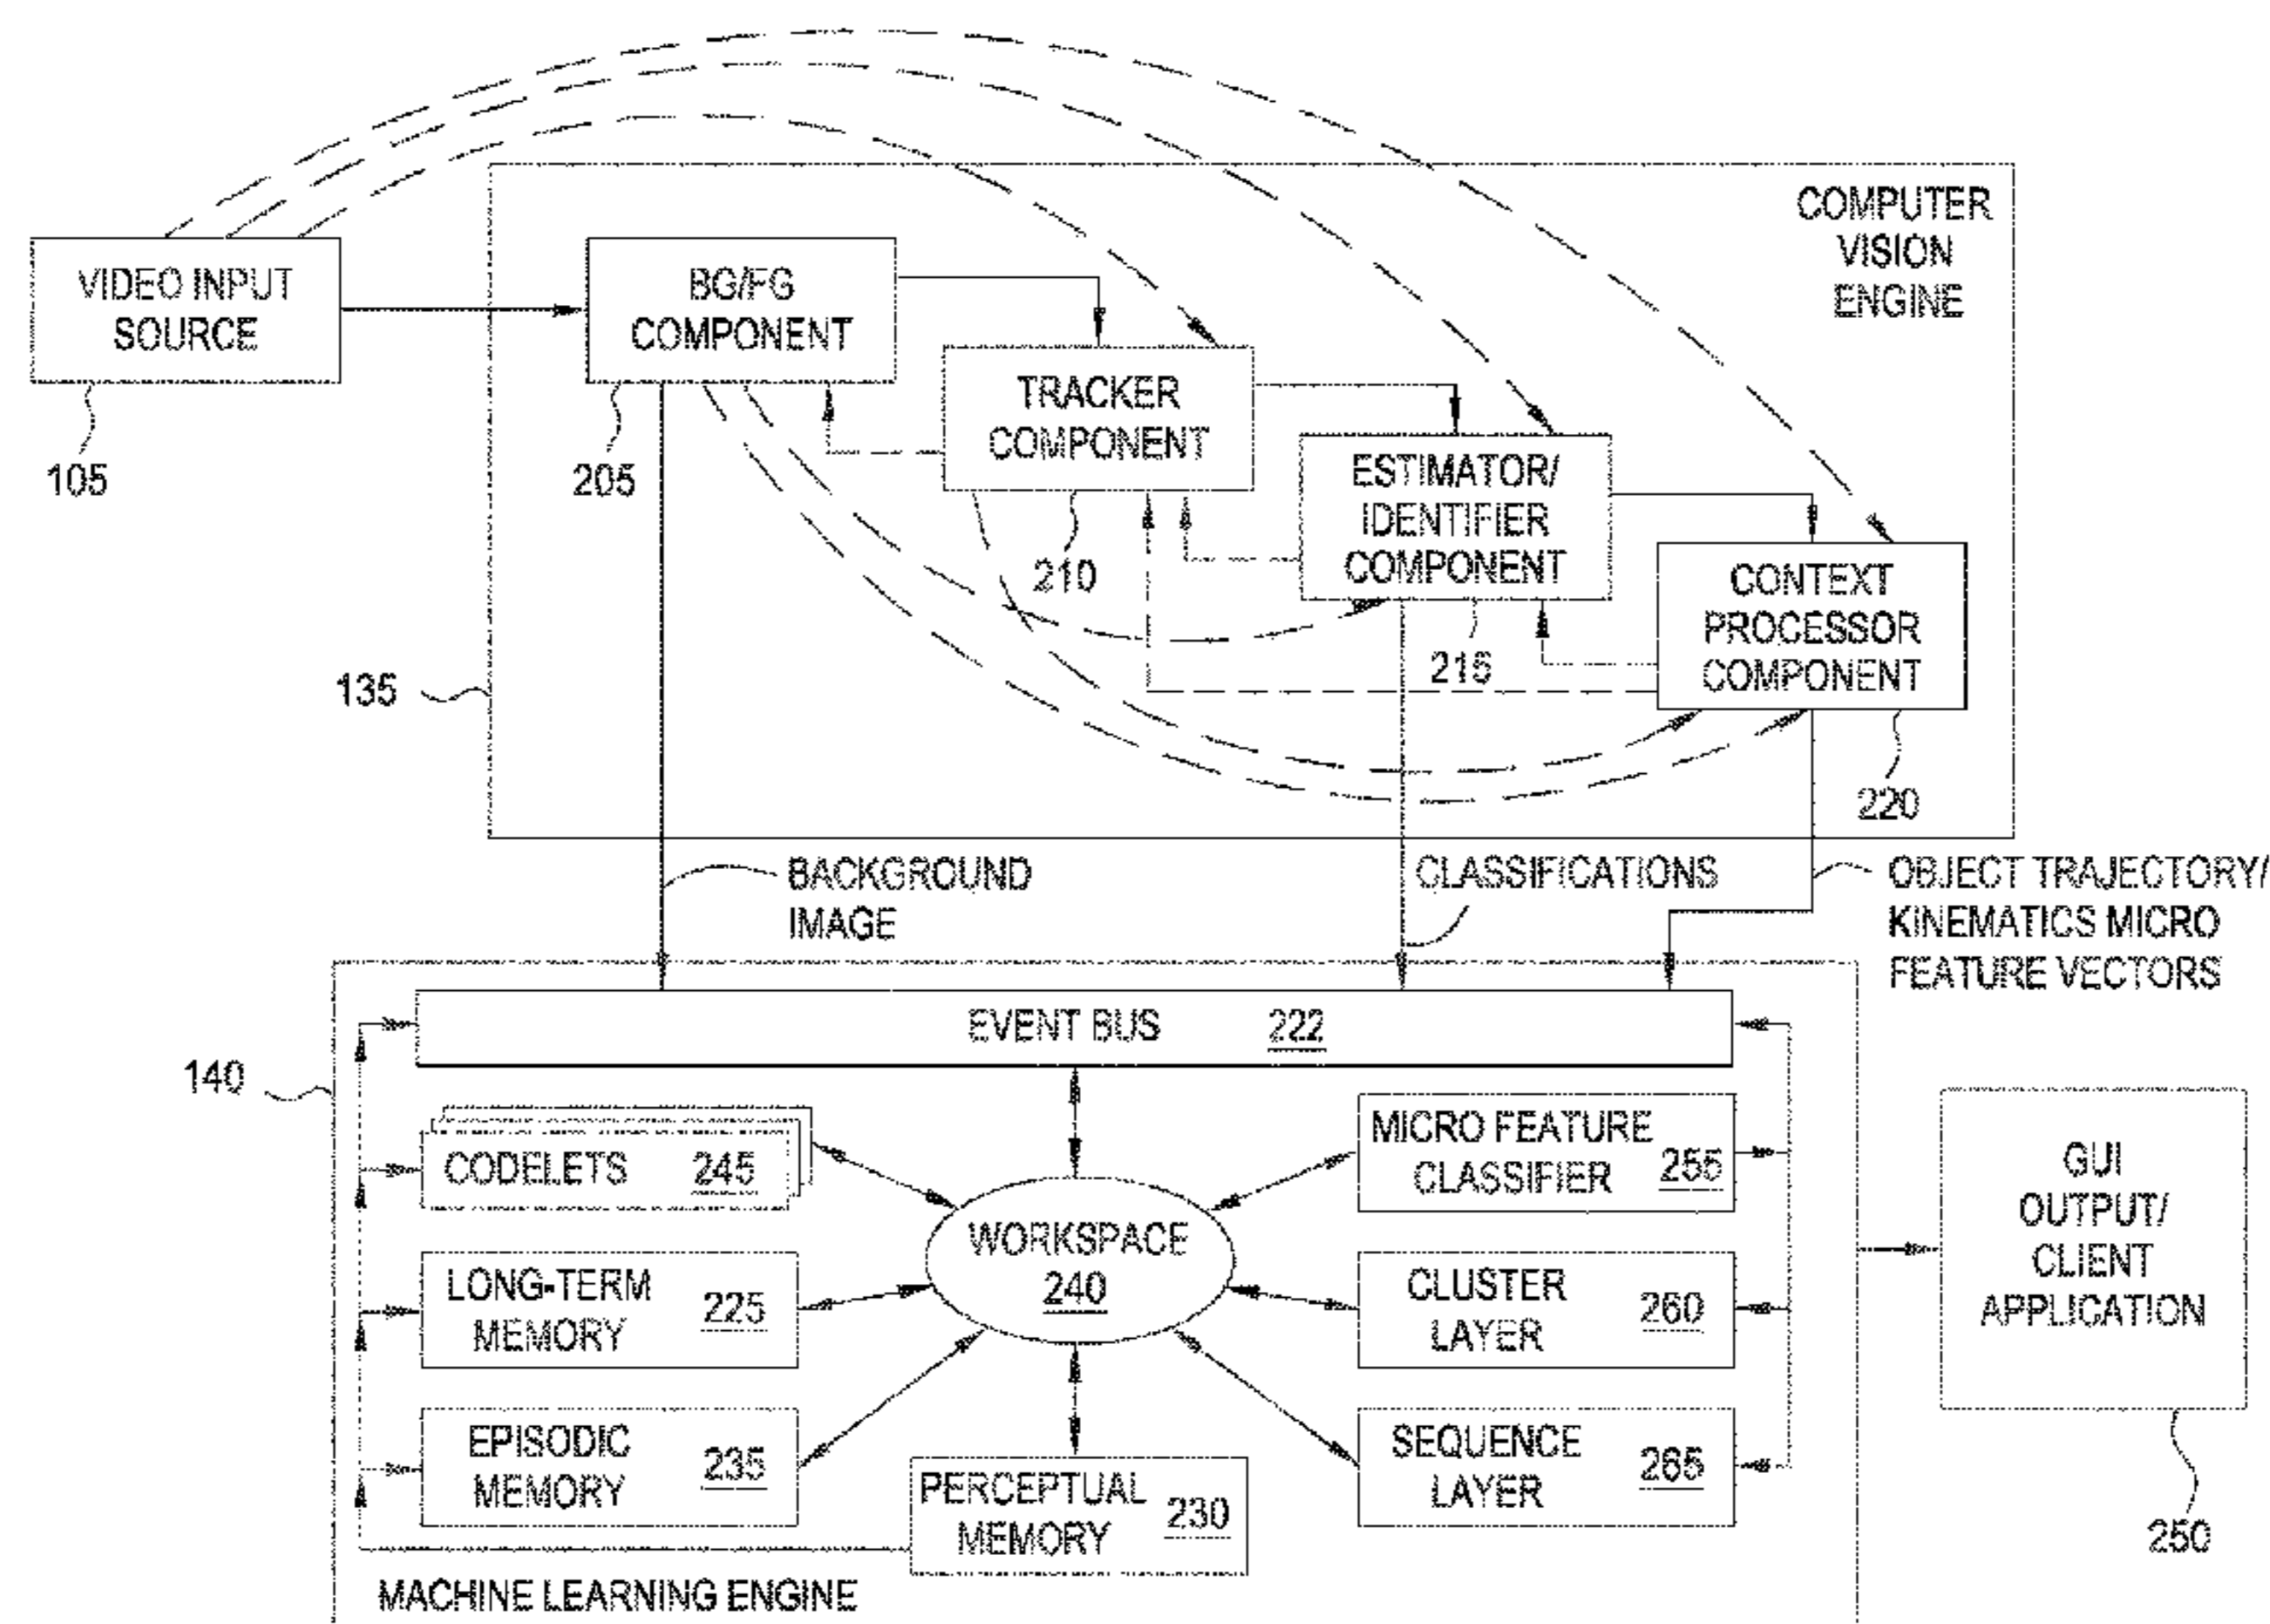 COMPUTER
VISION
ENGINE
VIDEO INPUT
SOURCE
105
BG/FG
COMPONENT
205
TRACKER
COMPONENT
210
ESTIMATOR/
IDENTIFIER
COMPONENT
215
CONTEXT
PROCESSOR
COMPONENT
220
135
BACKGROUND
IMAGE
CLASSIFICATIONS
OBJECT TRAJECTORY/
KINEMATICS MICRO
FEATURE VECTORS
EVENT BUS 222
140
CODELETS 245
MICRO FEATURE
CLASSIFIER 255
WORKSPACE
240
LONG-TERM
MEMORY 225
CLUSTER
LAYER 260
EPISODIC
MEMORY 235
SEQUENCE
LAYER 265
PERCEPTUAL
MEMORY 230
MACHINE LEARNING ENGINE
GUI
OUTPUT/
CLIENT
APPLICATION
250